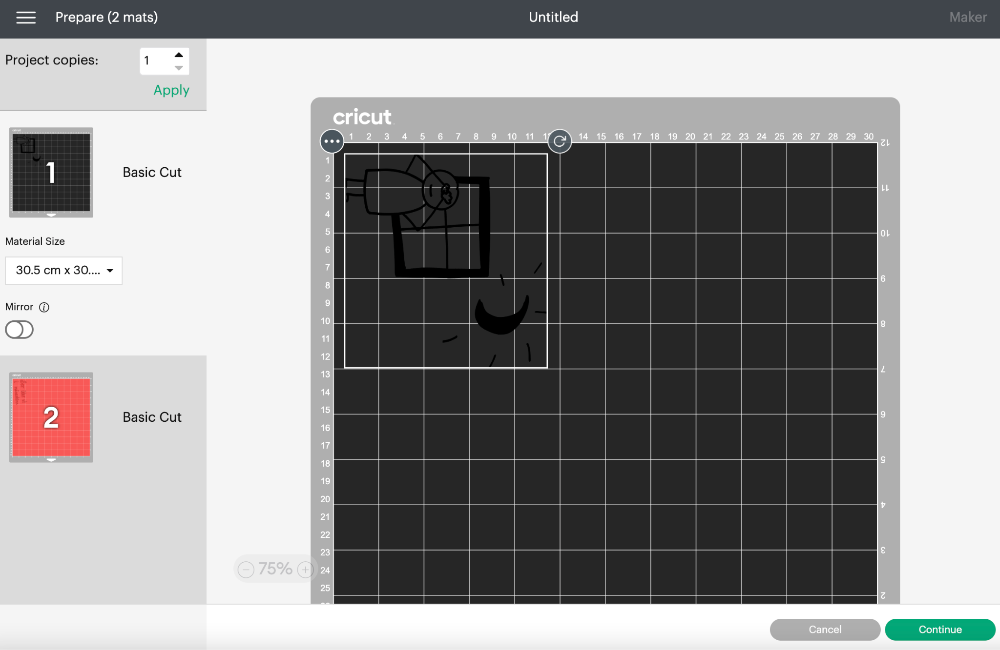 Prepare (2 mats)
Untitled
Maker
Project copies:
1
Apply
1
Basic Cut
Material Size
30.5 cm x 30....
Mirror
2
Basic Cut
cricut
1 2 3 4 5 6 7 8 9 10 11 14 15 16 17 18 19 20 21 22 23 24 25 26 27 28 29 30
1
2
3
4
5
6
7
8
9
10
11
12
13
14
15
16
17
18
19
20
21
22
23
24
25
12
11
10
9
8
7
6
5
4
3
2
75%
Cancel
Continue